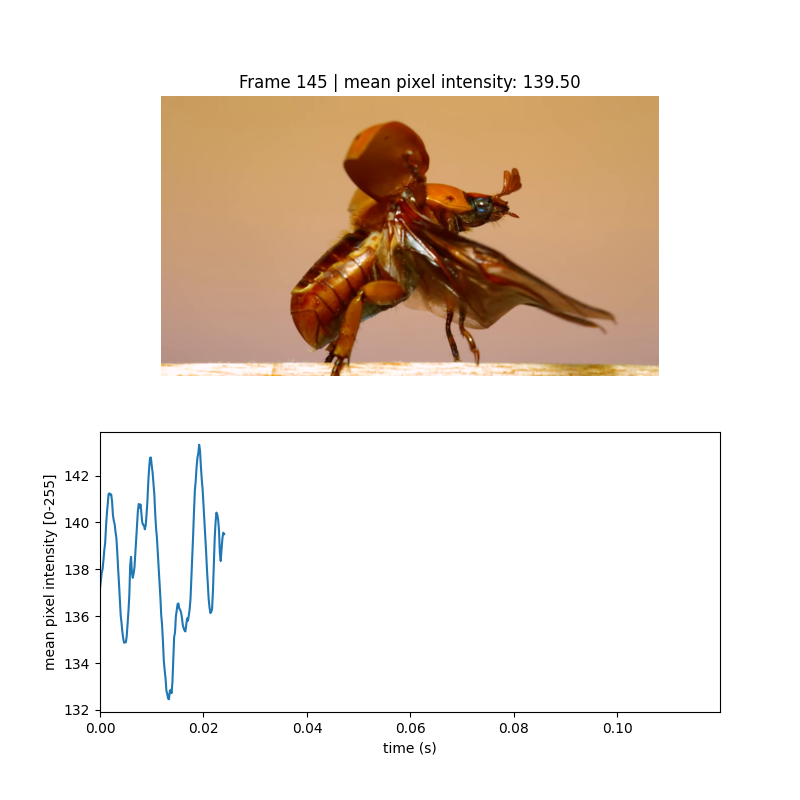 Frame 145 | mean pixel intensity: 139.50
142
140
138
136
134
132
mean pixel intensity [0-255]
0.00 0.02 0.04 0.06 0.08 0.10
time (s)